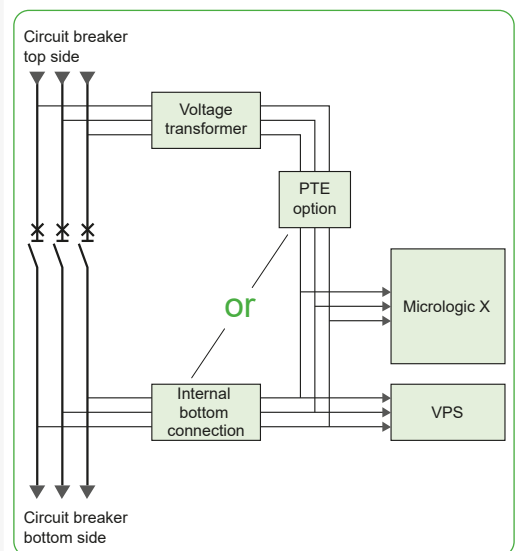 Circuit breaker
top side
Voltage
transformer
PTE
option
or
Micrologic X
Internal
bottom
connection
VPS
Circuit breaker
bottom side